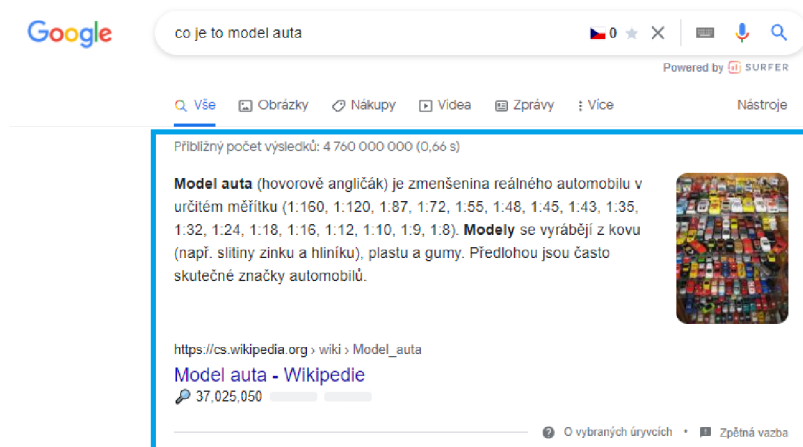 Google
co je to model auta
0
Powered by SURFER
Vše
Obrázky
Nákupy
Videa
Zprávy
Více
Nástroje
Přibližný počet výsledků: 4 760 000 000 (0,66 s)
Model auta (hovorově angličák) je zmenšenina reálného automobilu v
určitém měřítku (1:160, 1:120, 1:87, 1:72, 1:55, 1:48, 1:45, 1:43, 1:35,
1:32, 1:24, 1:18, 1:16, 1:12, 1:10, 1:9, 1:8). Modely se vyrábějí z kovu
(např. slitiny zinku a hliníku), plastu a gumy. Předlohou jsou často
skutečné značky automobilů.
https://cs.wikipedia.org › wiki › Model_auta
Model auta - Wikipedie
37,025,050
O vybraných úryvcích • Zpětná vazba